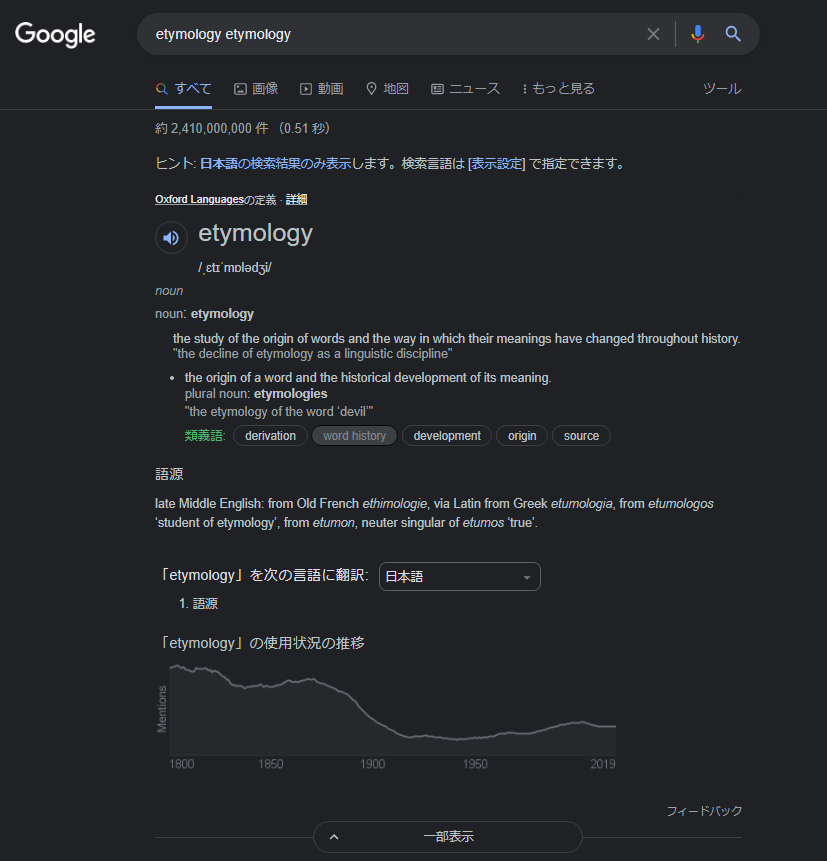 Google
etymology etymology
すべて 画像 動画 地図 ニュース もっと見る ツール
約 2,410,000,000 件 （0.51 秒）
ヒント: 日本語の検索結果のみ表示します。検索言語は [表示設定] で指定できます。
Oxford Languagesの定義 · 詳細
etymology
/ˌɛtɪˈmɒlədʒi/
noun
noun: etymology
the study of the origin of words and the way in which their meanings have changed throughout history.
"the decline of etymology as a linguistic discipline"
• the origin of a word and the historical development of its meaning.
plural noun: etymologies
"the etymology of the word ‘devil’"
類義語: derivation word history development origin source
語源
late Middle English: from Old French ethimologie, via Latin from Greek etumologia, from etumologos
‘student of etymology’, from etumon, neuter singular of etumos ‘true’.
「etymology」を次の言語に翻訳: 日本語
1. 語源
「etymology」の使用状況の推移
Mentions
1800 1850 1900 1950 2019
フィードバック
一部表示